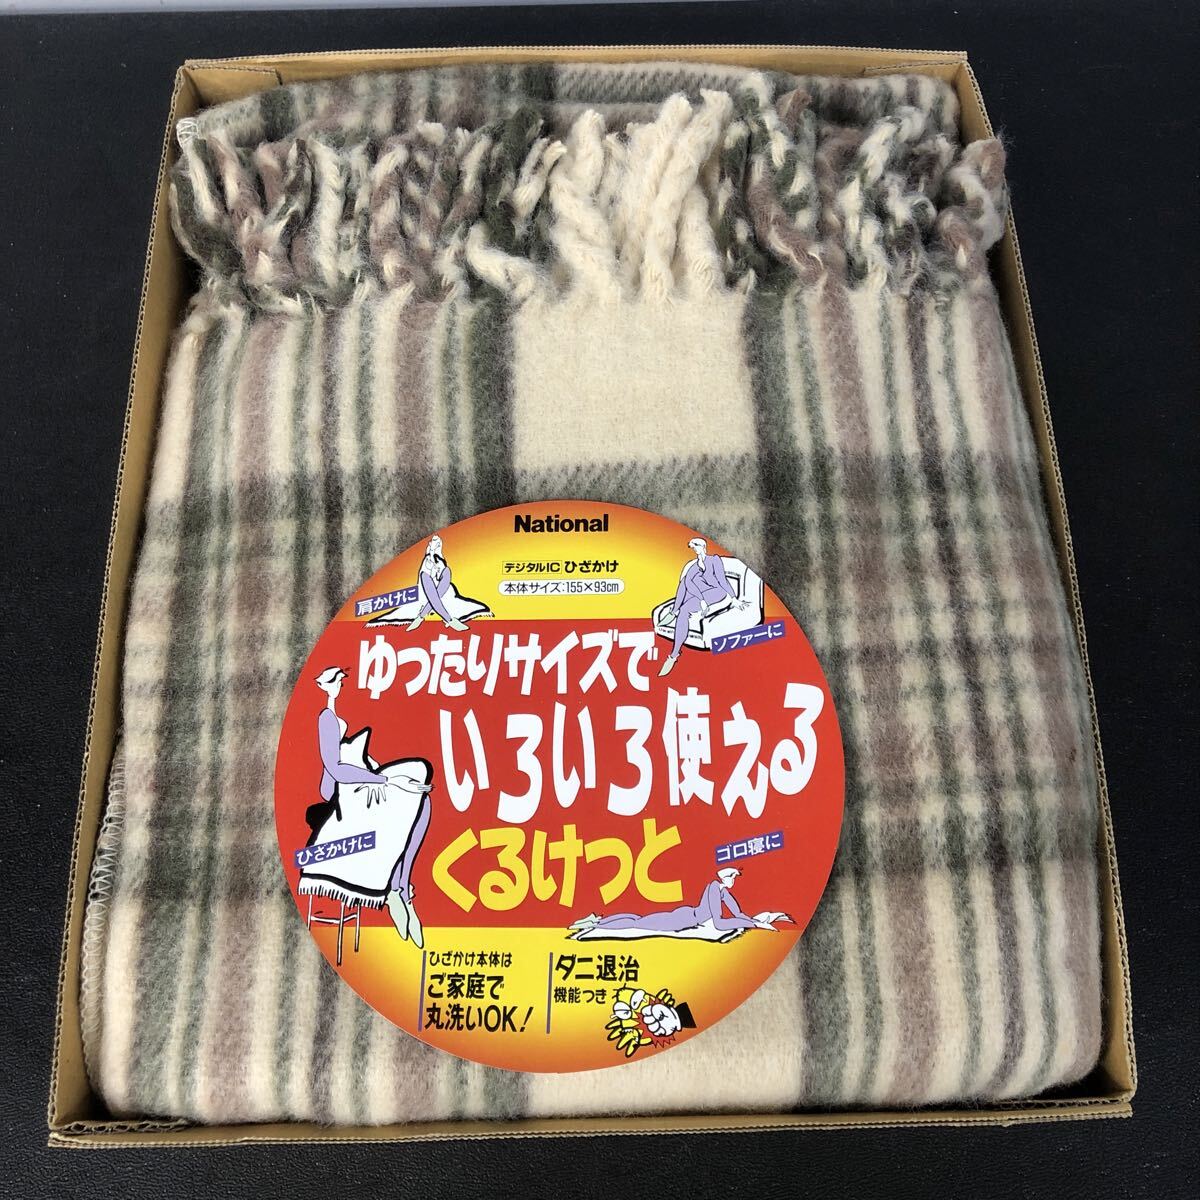 National
デジタルIC ひざかけ
本体サイズ:155×93cm
肩かけに
ソファーに
ゆったりサイズで
いろいろ使える
くるけっと
ひざかけに
ゴロ寝に
ひざかけ本体は
ご家庭で
丸洗いOK!
ダニ退治
機能つき